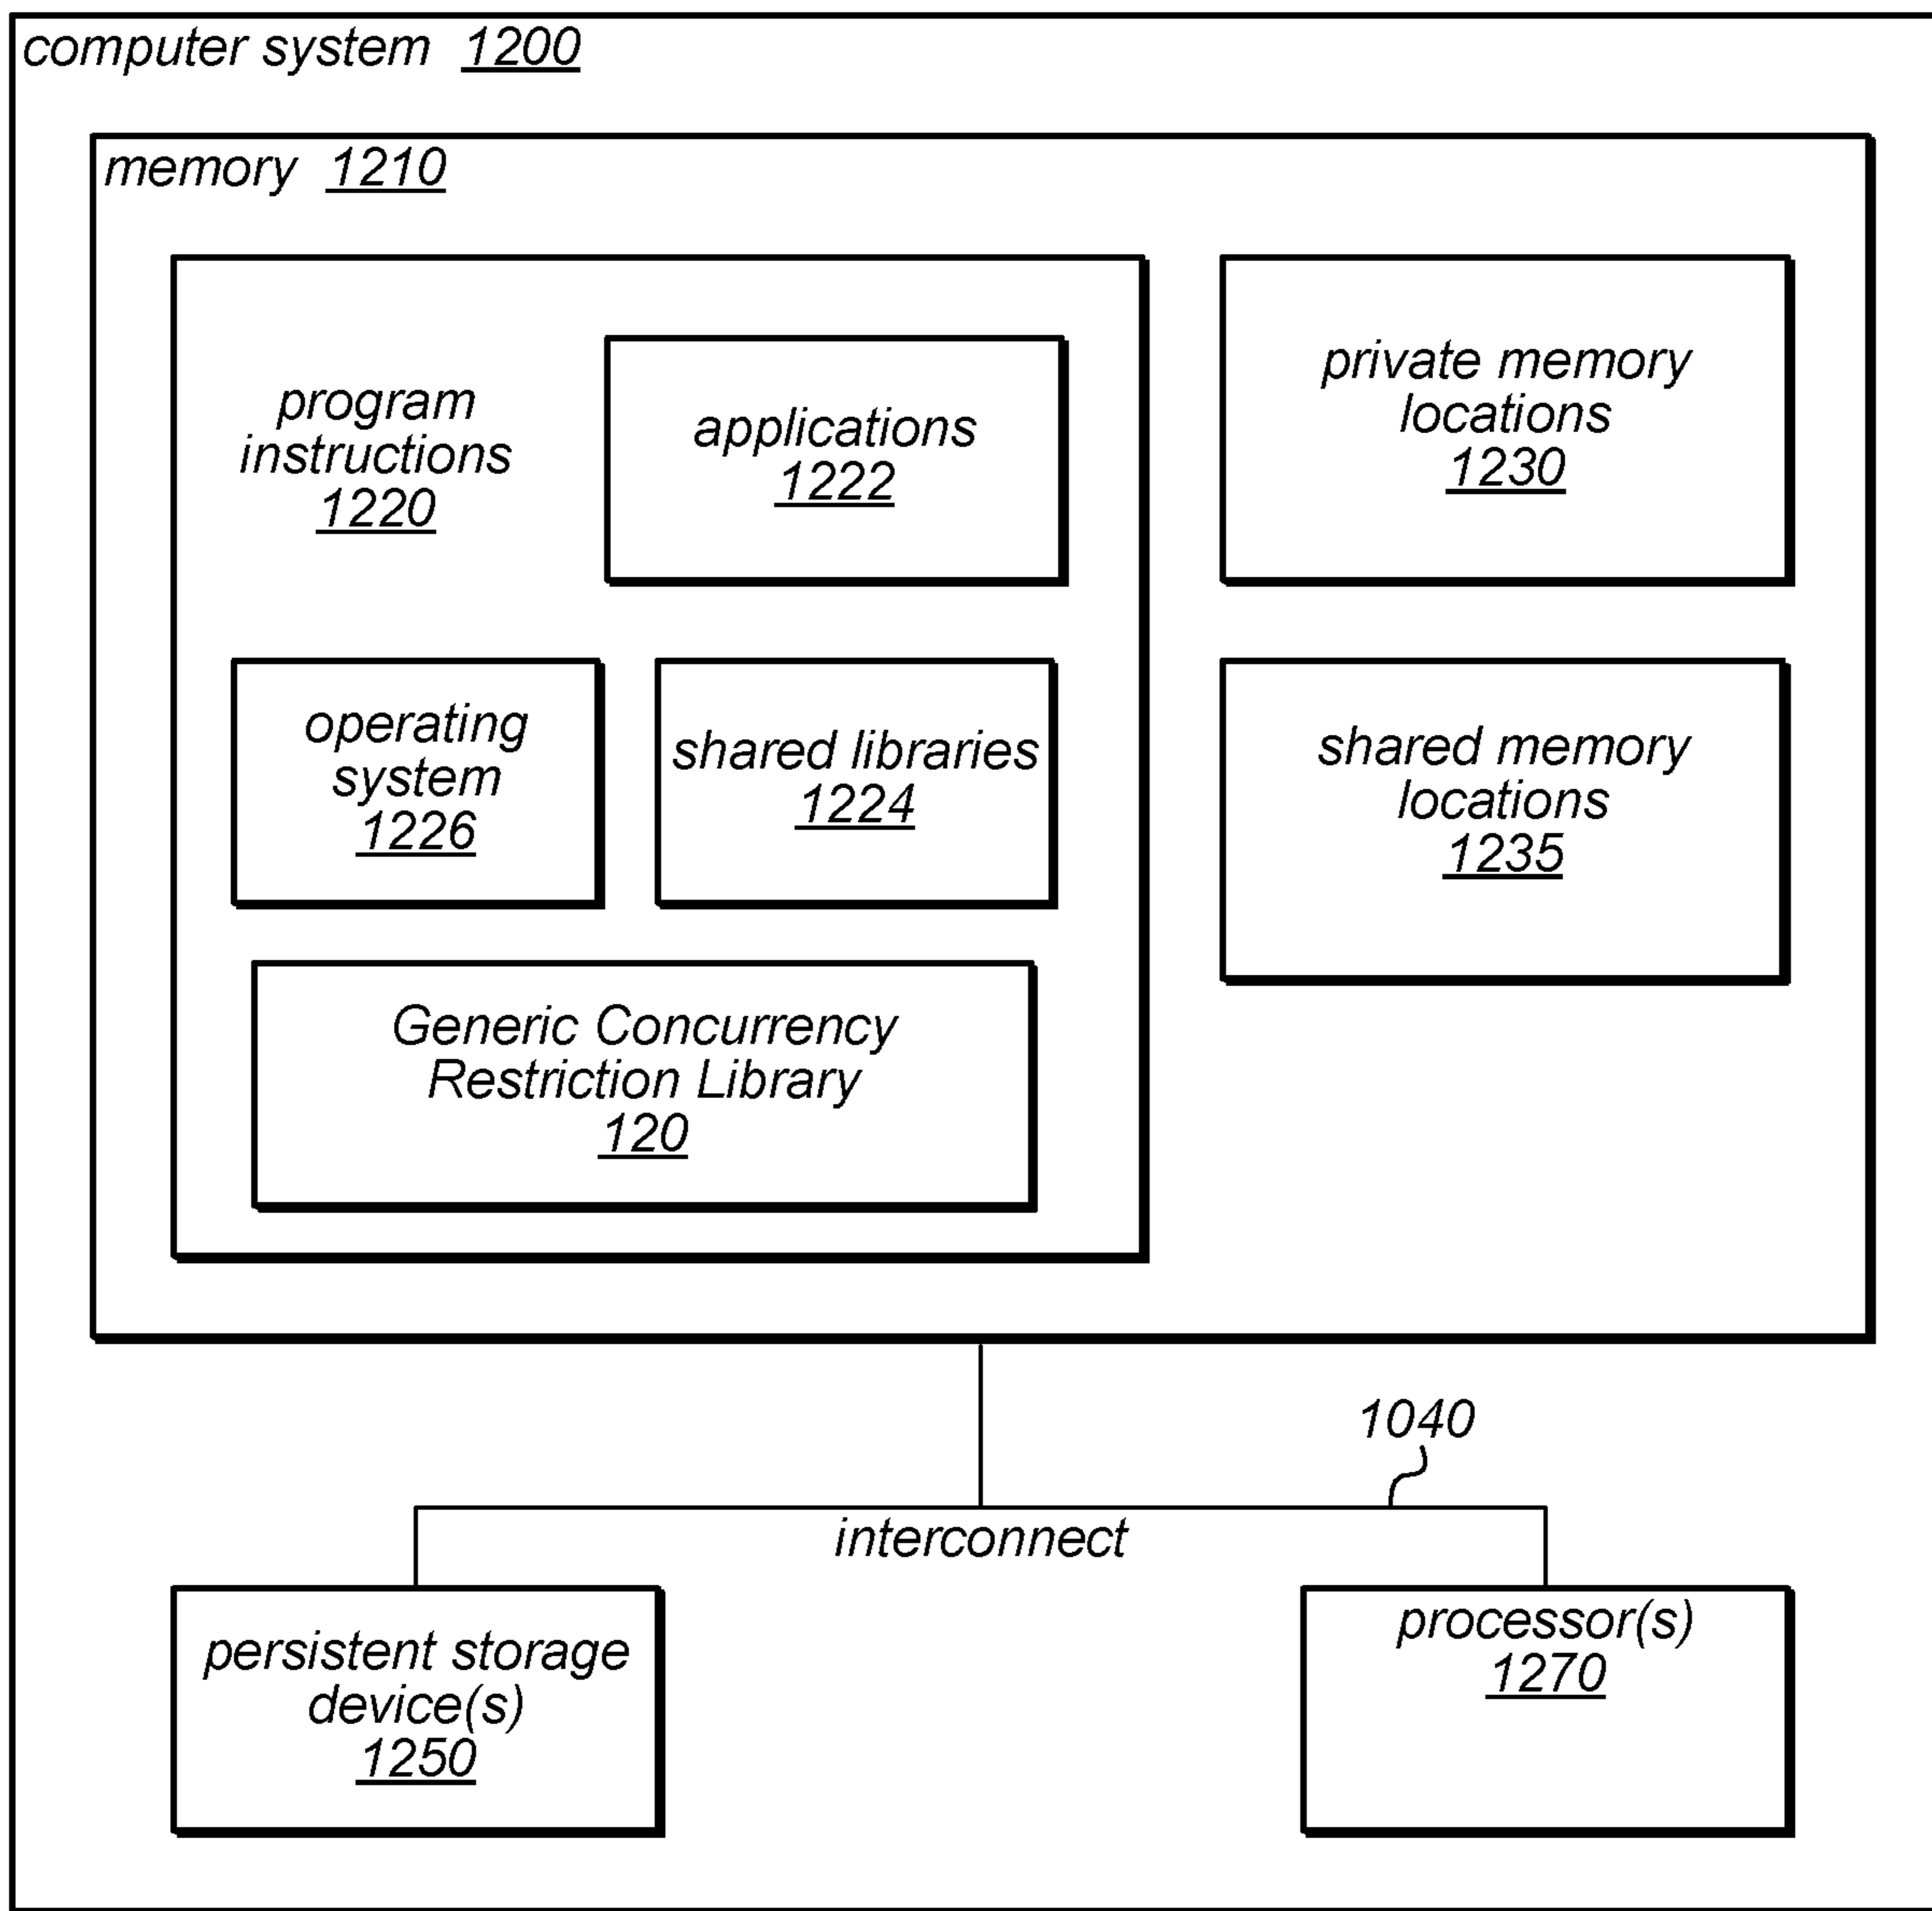 computer system 1200
memory 1210
program
instructions
1220
applications
1222
private memory
locations
1230
operating
system
1226
shared libraries
1224
shared memory
locations
1235
Generic Concurrency
Restriction Library
120
1040
interconnect
persistent storage
device(s)
1250
processor(s)
1270